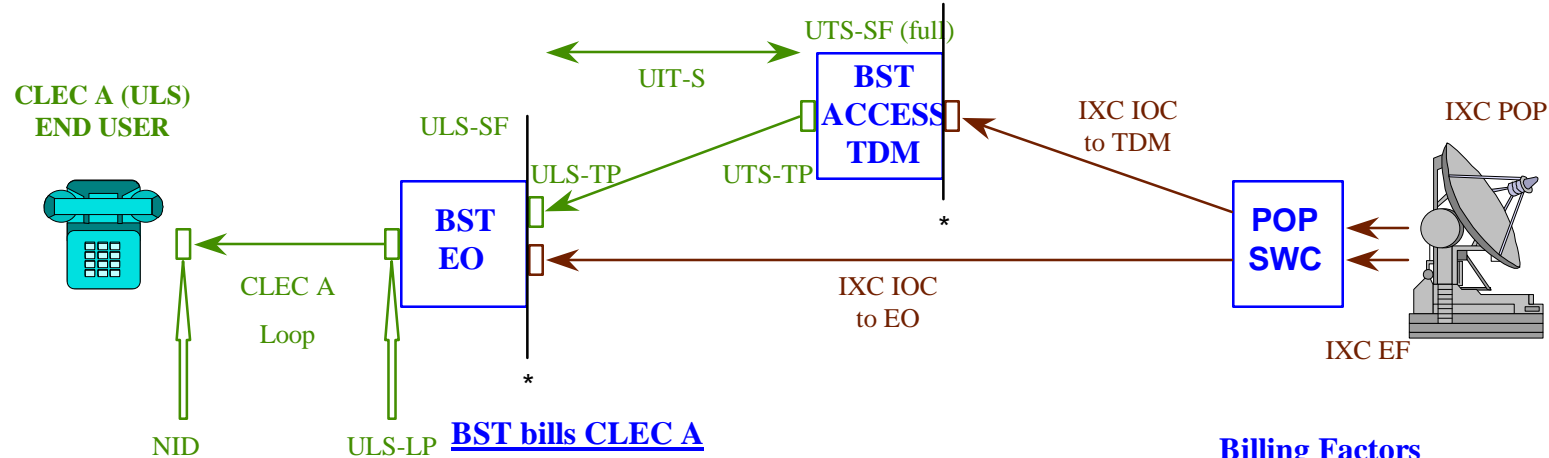 UTS-SF (full)
UIT-S
CLEC A (ULS)
END USER
ULS-SF
BST
ACCESS
TDM
IXC IOC
to TDM
IXC POP
ULS-TP
UTS-TP
*
BST
EO
POP
SWC
CLEC A
Loop
IXC IOC
to EO
IXC EF
*
NID
ULS-LP
BST bills CLEC A
Billing Factors